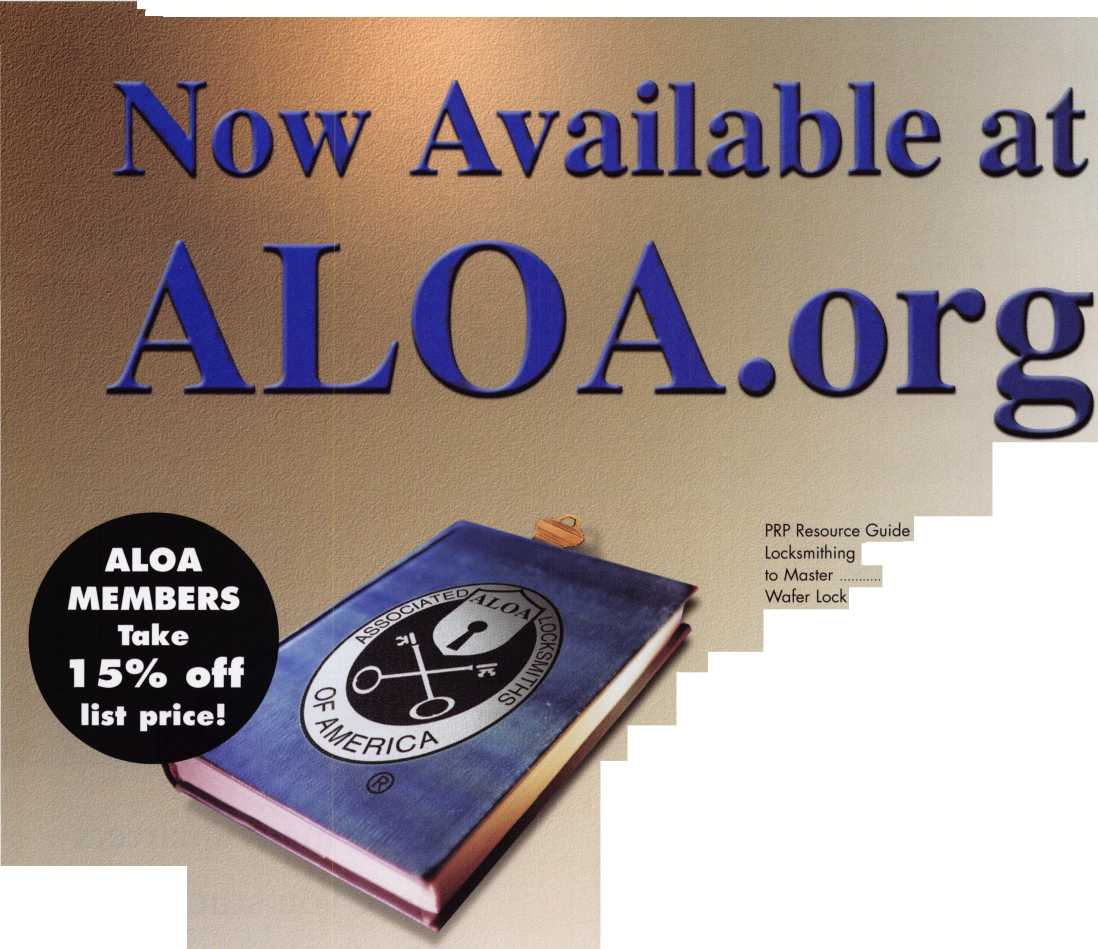 Now Available at
ALOA.org
PRP Resource Guide
Locksmithing
to Master ...........
Wafer Lock
ALOA
MEMBERS
Take
15% off
list price!
ASSOCIATED LOCKSMITHS
OF AMERICA
ALOA
®